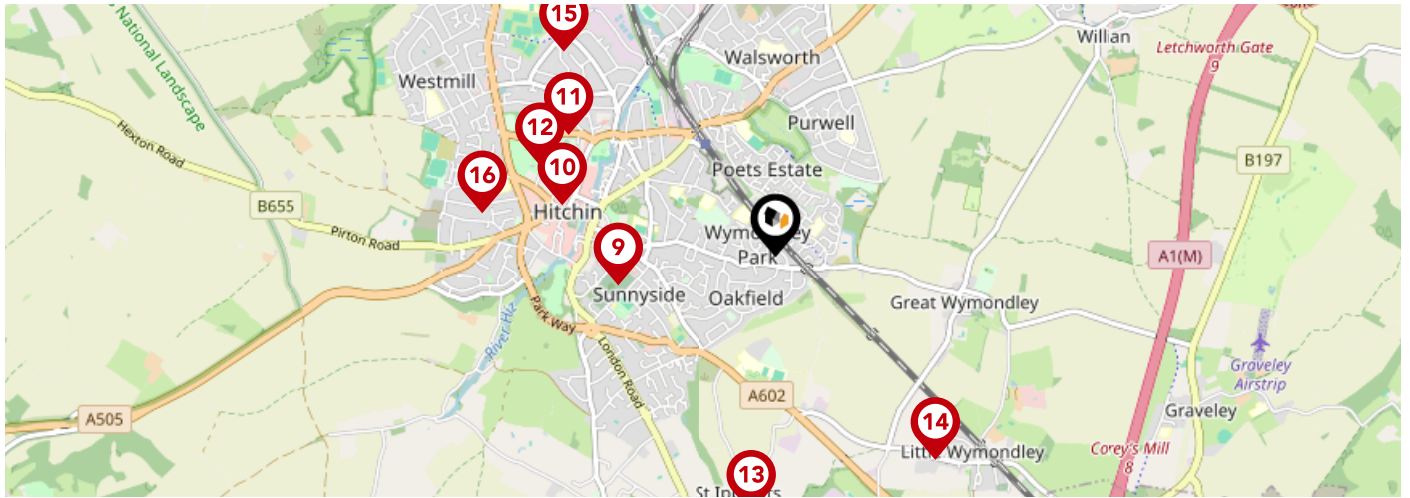 15
Willian
Letchworth Gate
9
Walsworth
Westmill
National Landscape
11
12
Purwell
Hexton Road
B197
10
Poets Estate
16
B655
Hitchin
Wymondley
Park
Pirton Road
9
A1(M)
Sunnyside
Oakfield
Great Wymondley
Park Way
River Hiz
London Road
Graveley
Airstrip
A602
A505
Graveley
14
Little Wymondley
Corey's Mill
8
13
St Ippolyts